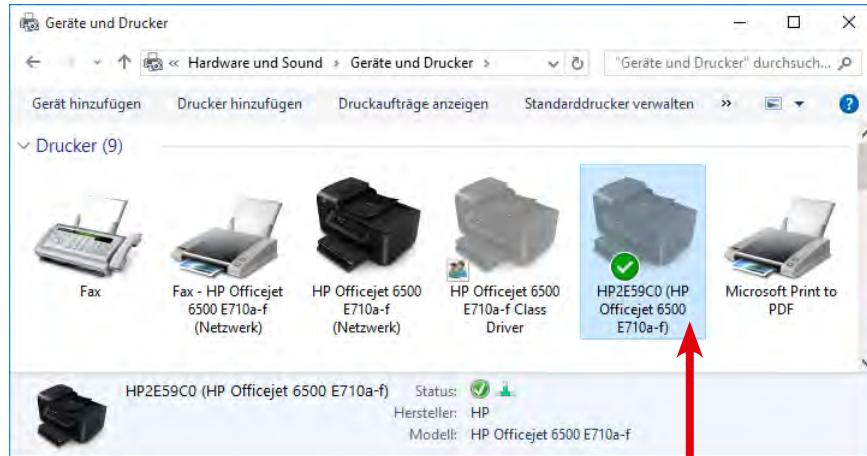 Geräte und Drucker
« Hardware und Sound › Geräte und Drucker ›
"Geräte und Drucker" durchsuch...
Gerät hinzufügen Drucker hinzufügen Druckaufträge anzeigen Standarddrucker verwalten »
Drucker (9)
Fax
Fax - HP Officejet
6500 E710a-f
(Netzwerk)
HP Officejet 6500
E710a-f
(Netzwerk)
HP Officejet 6500
E710a-f Class
Driver
HP2E59C0 (HP
Officejet 6500
E710a-f)
Microsoft Print to
PDF
HP2E59C0 (HP Officejet 6500 E710a-f) Status:
Hersteller: HP
Modell: HP Officejet 6500 E710a-f